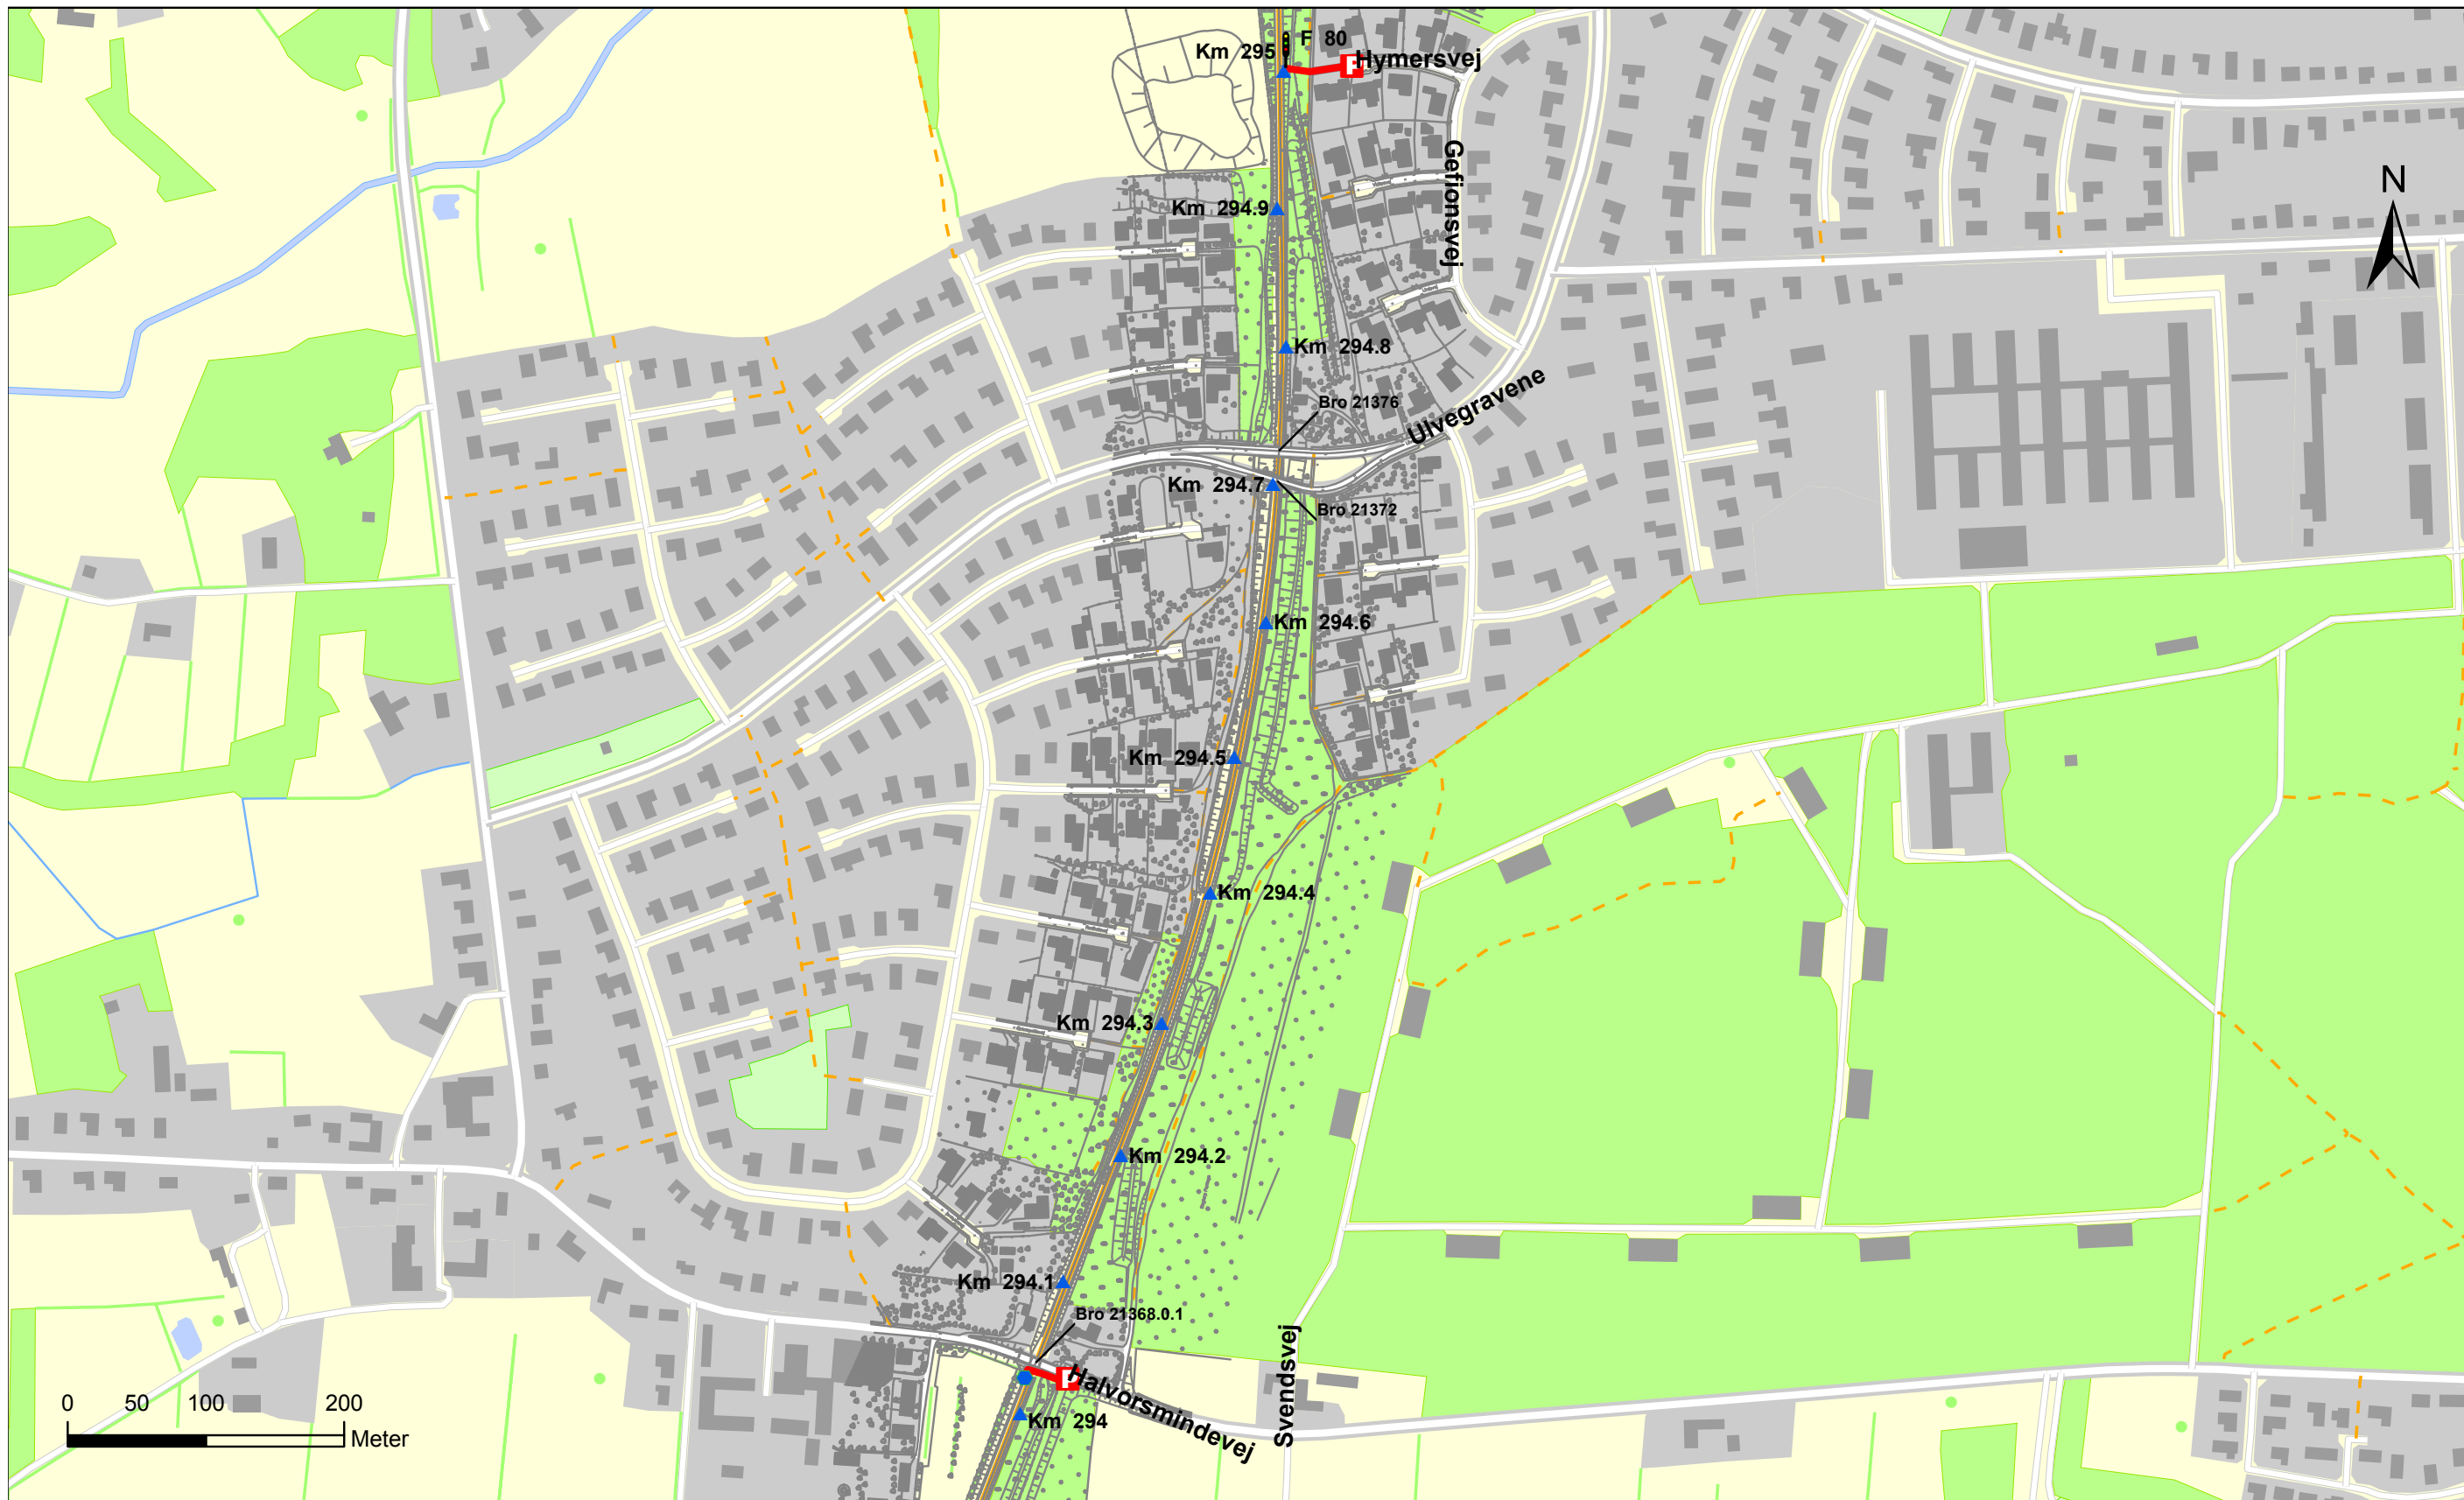 Km 295
F 80
P
Hymersvej
Gefionsvej
N
Km 294.9
Km 294.8
Bro 21376
Ulvegravene
Km 294.7
Bro 21372
Km 294.6
Km 294.5
Km 294.4
Km 294.3
Km 294.2
Km 294.1
Bro 21368.0.1
P
Halvorsmindevej
Svendsvej
Km 294
0 50 100 200
Meter